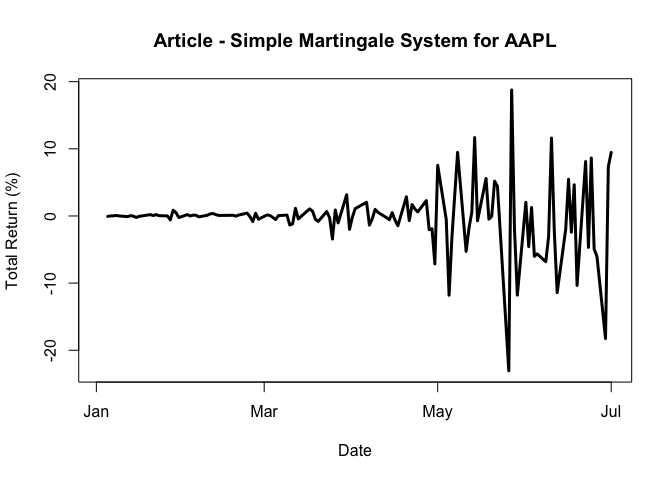 Article - Simple Martingale System for AAPL
Total Return (%)
20
10
0
-10
-20
Jan
Mar
May
Jul
Date